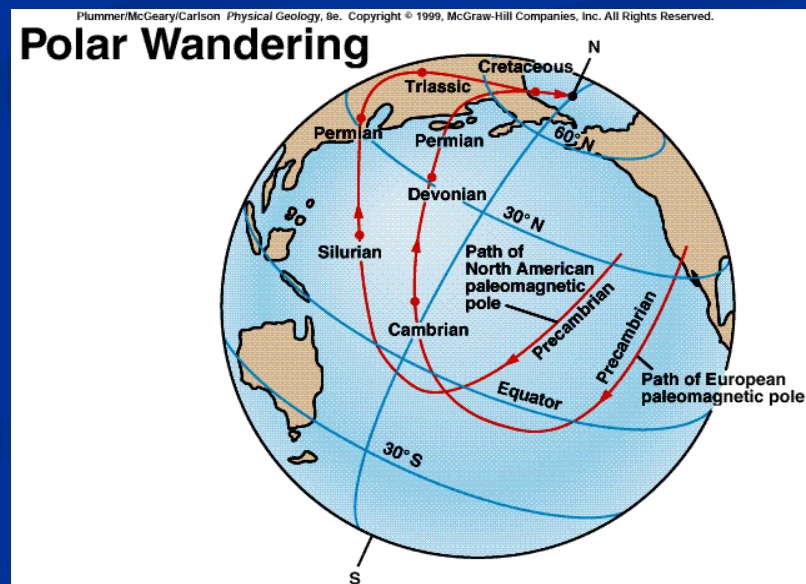 Plummer/McGeary/Carlson Physical Geology, 8e. Copyright © 1999, McGraw-Hill Companies, Inc. All Rights Reserved.
Polar Wandering
N
Cretaceous
Triassic
Permian
Permian
60°N
Devonian
30°N
Silurian
Path of
North American
paleomagnetic
pole
Cambrian
Precambrian
Precambrian
Equator
Path of European
paleomagnetic pole
30°S
S